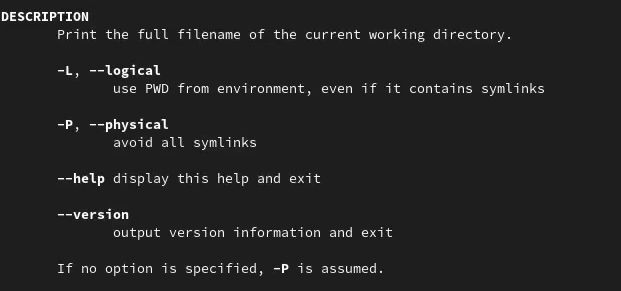 DESCRIPTION
Print the full filename of the current working directory.
-L, --logical
use PWD from environment, even if it contains symlinks
-P, --physical
avoid all symlinks
--help display this help and exit
--version
output version information and exit
If no option is specified, -P is assumed.